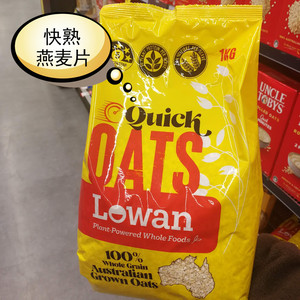 快熟
燕麦片
1KG
Quick
OATS
Lowan
Plant-Powered Whole Foods
100%
Whole Grain
Australian
Grown Oats
UNCLE
TOBYS